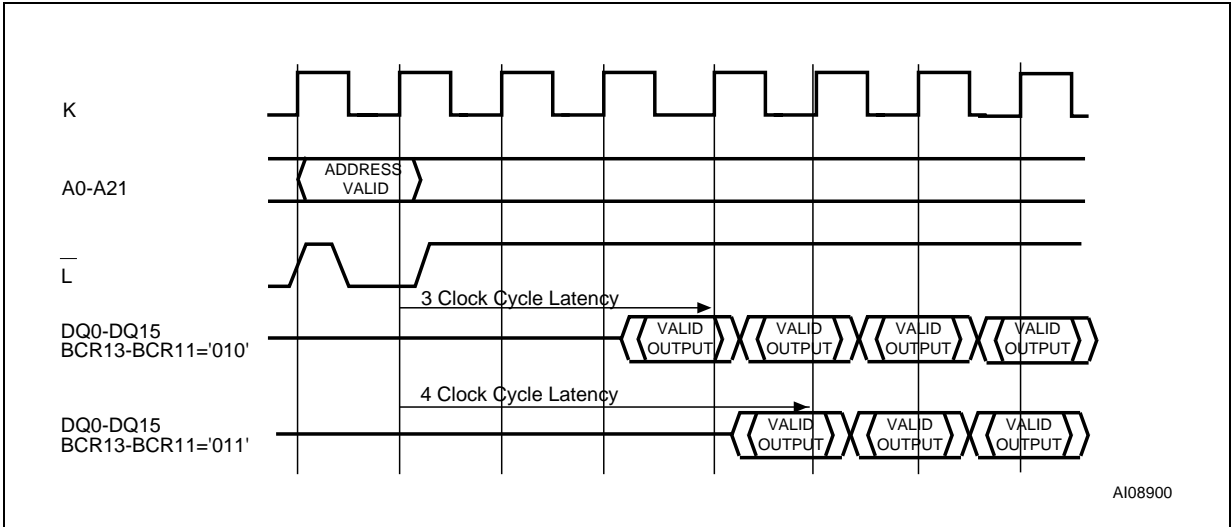 K
A0-A21
ADDRESS
VALID
L
3 Clock Cycle Latency
DQ0-DQ15
BCR13-BCR11='010'
VALID
OUTPUT
VALID
OUTPUT
VALID
OUTPUT
VALID
OUTPUT
4 Clock Cycle Latency
DQ0-DQ15
BCR13-BCR11='011'
VALID
OUTPUT
VALID
OUTPUT
VALID
OUTPUT
AI08900